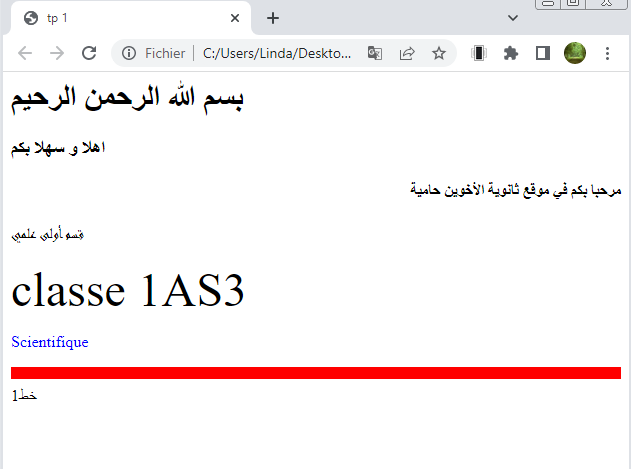 tp 1
Fichier C:/Users/Linda/Deskto...
بسم الله الرحمن الرحيم
اهلا و سهلا بكم
مرحبا بكم في موقع ثانوية الأخوين حامية
قسم أولى علمي
classe 1AS3
Scientifique
خط1